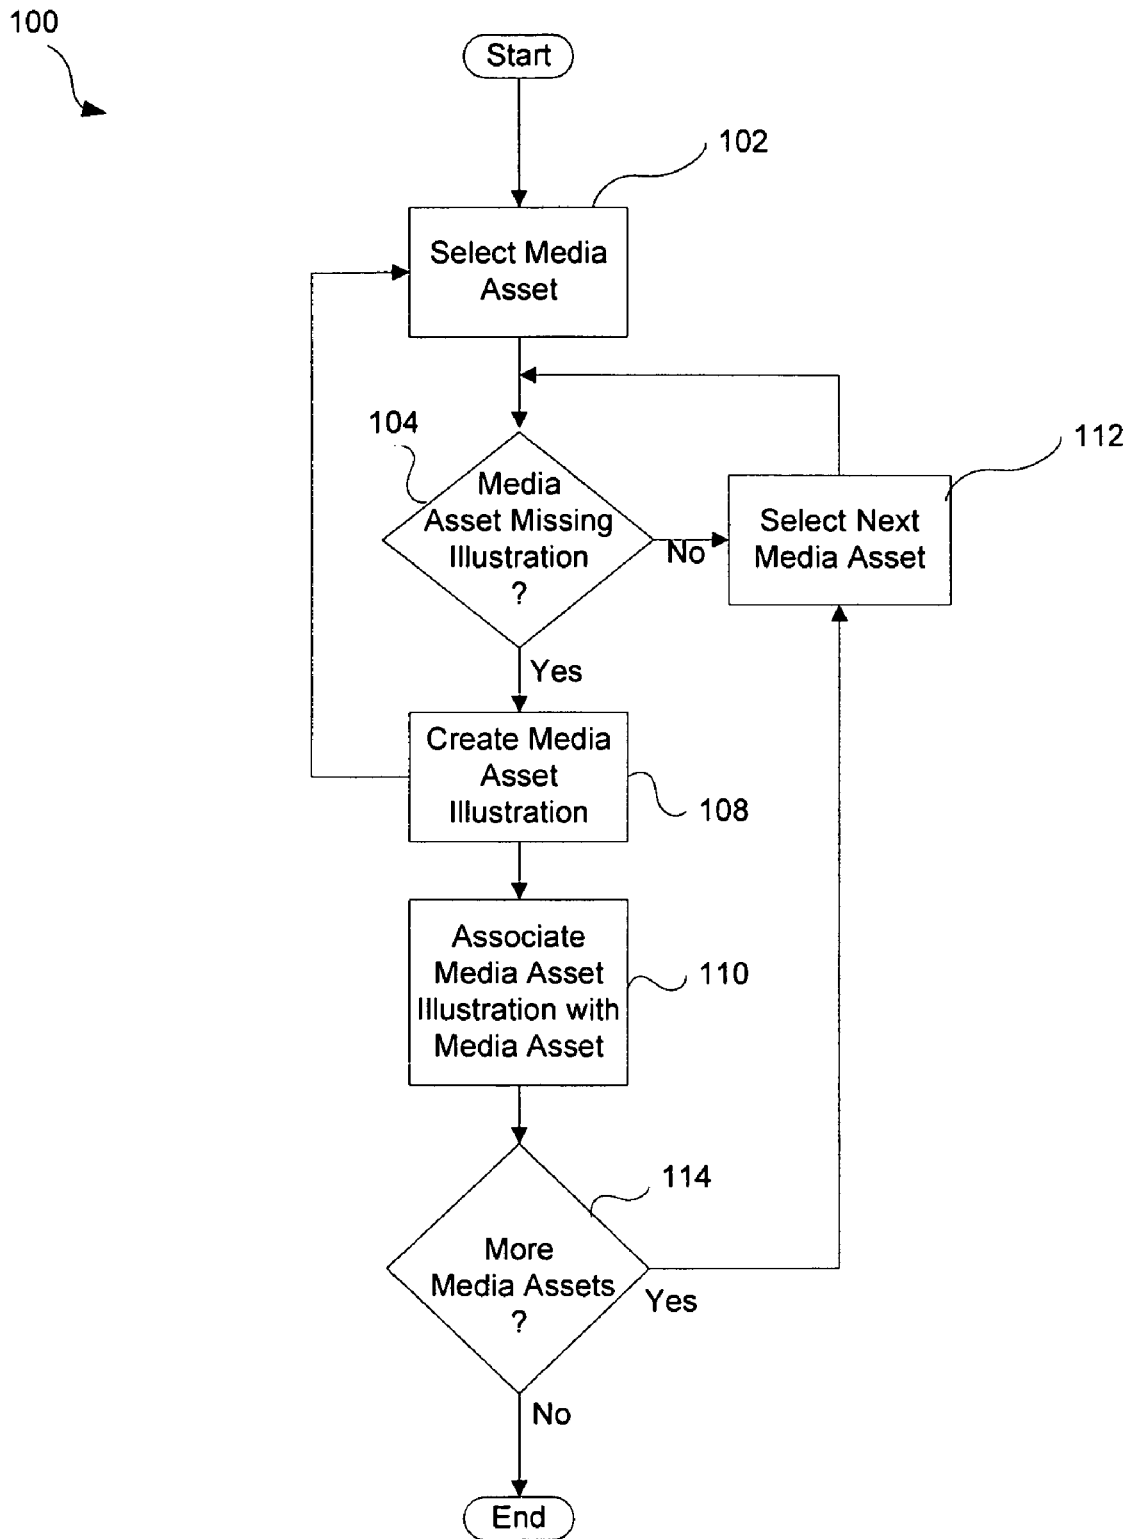 100
Start
102
Select Media
Asset
104
Media
Asset Missing
Illustration
?
No
112
Select Next
Media Asset
Yes
Create Media
Asset
Illustration
108
Associate
Media Asset
Illustration with
Media Asset
110
114
More
Media Assets
?
Yes
No
End